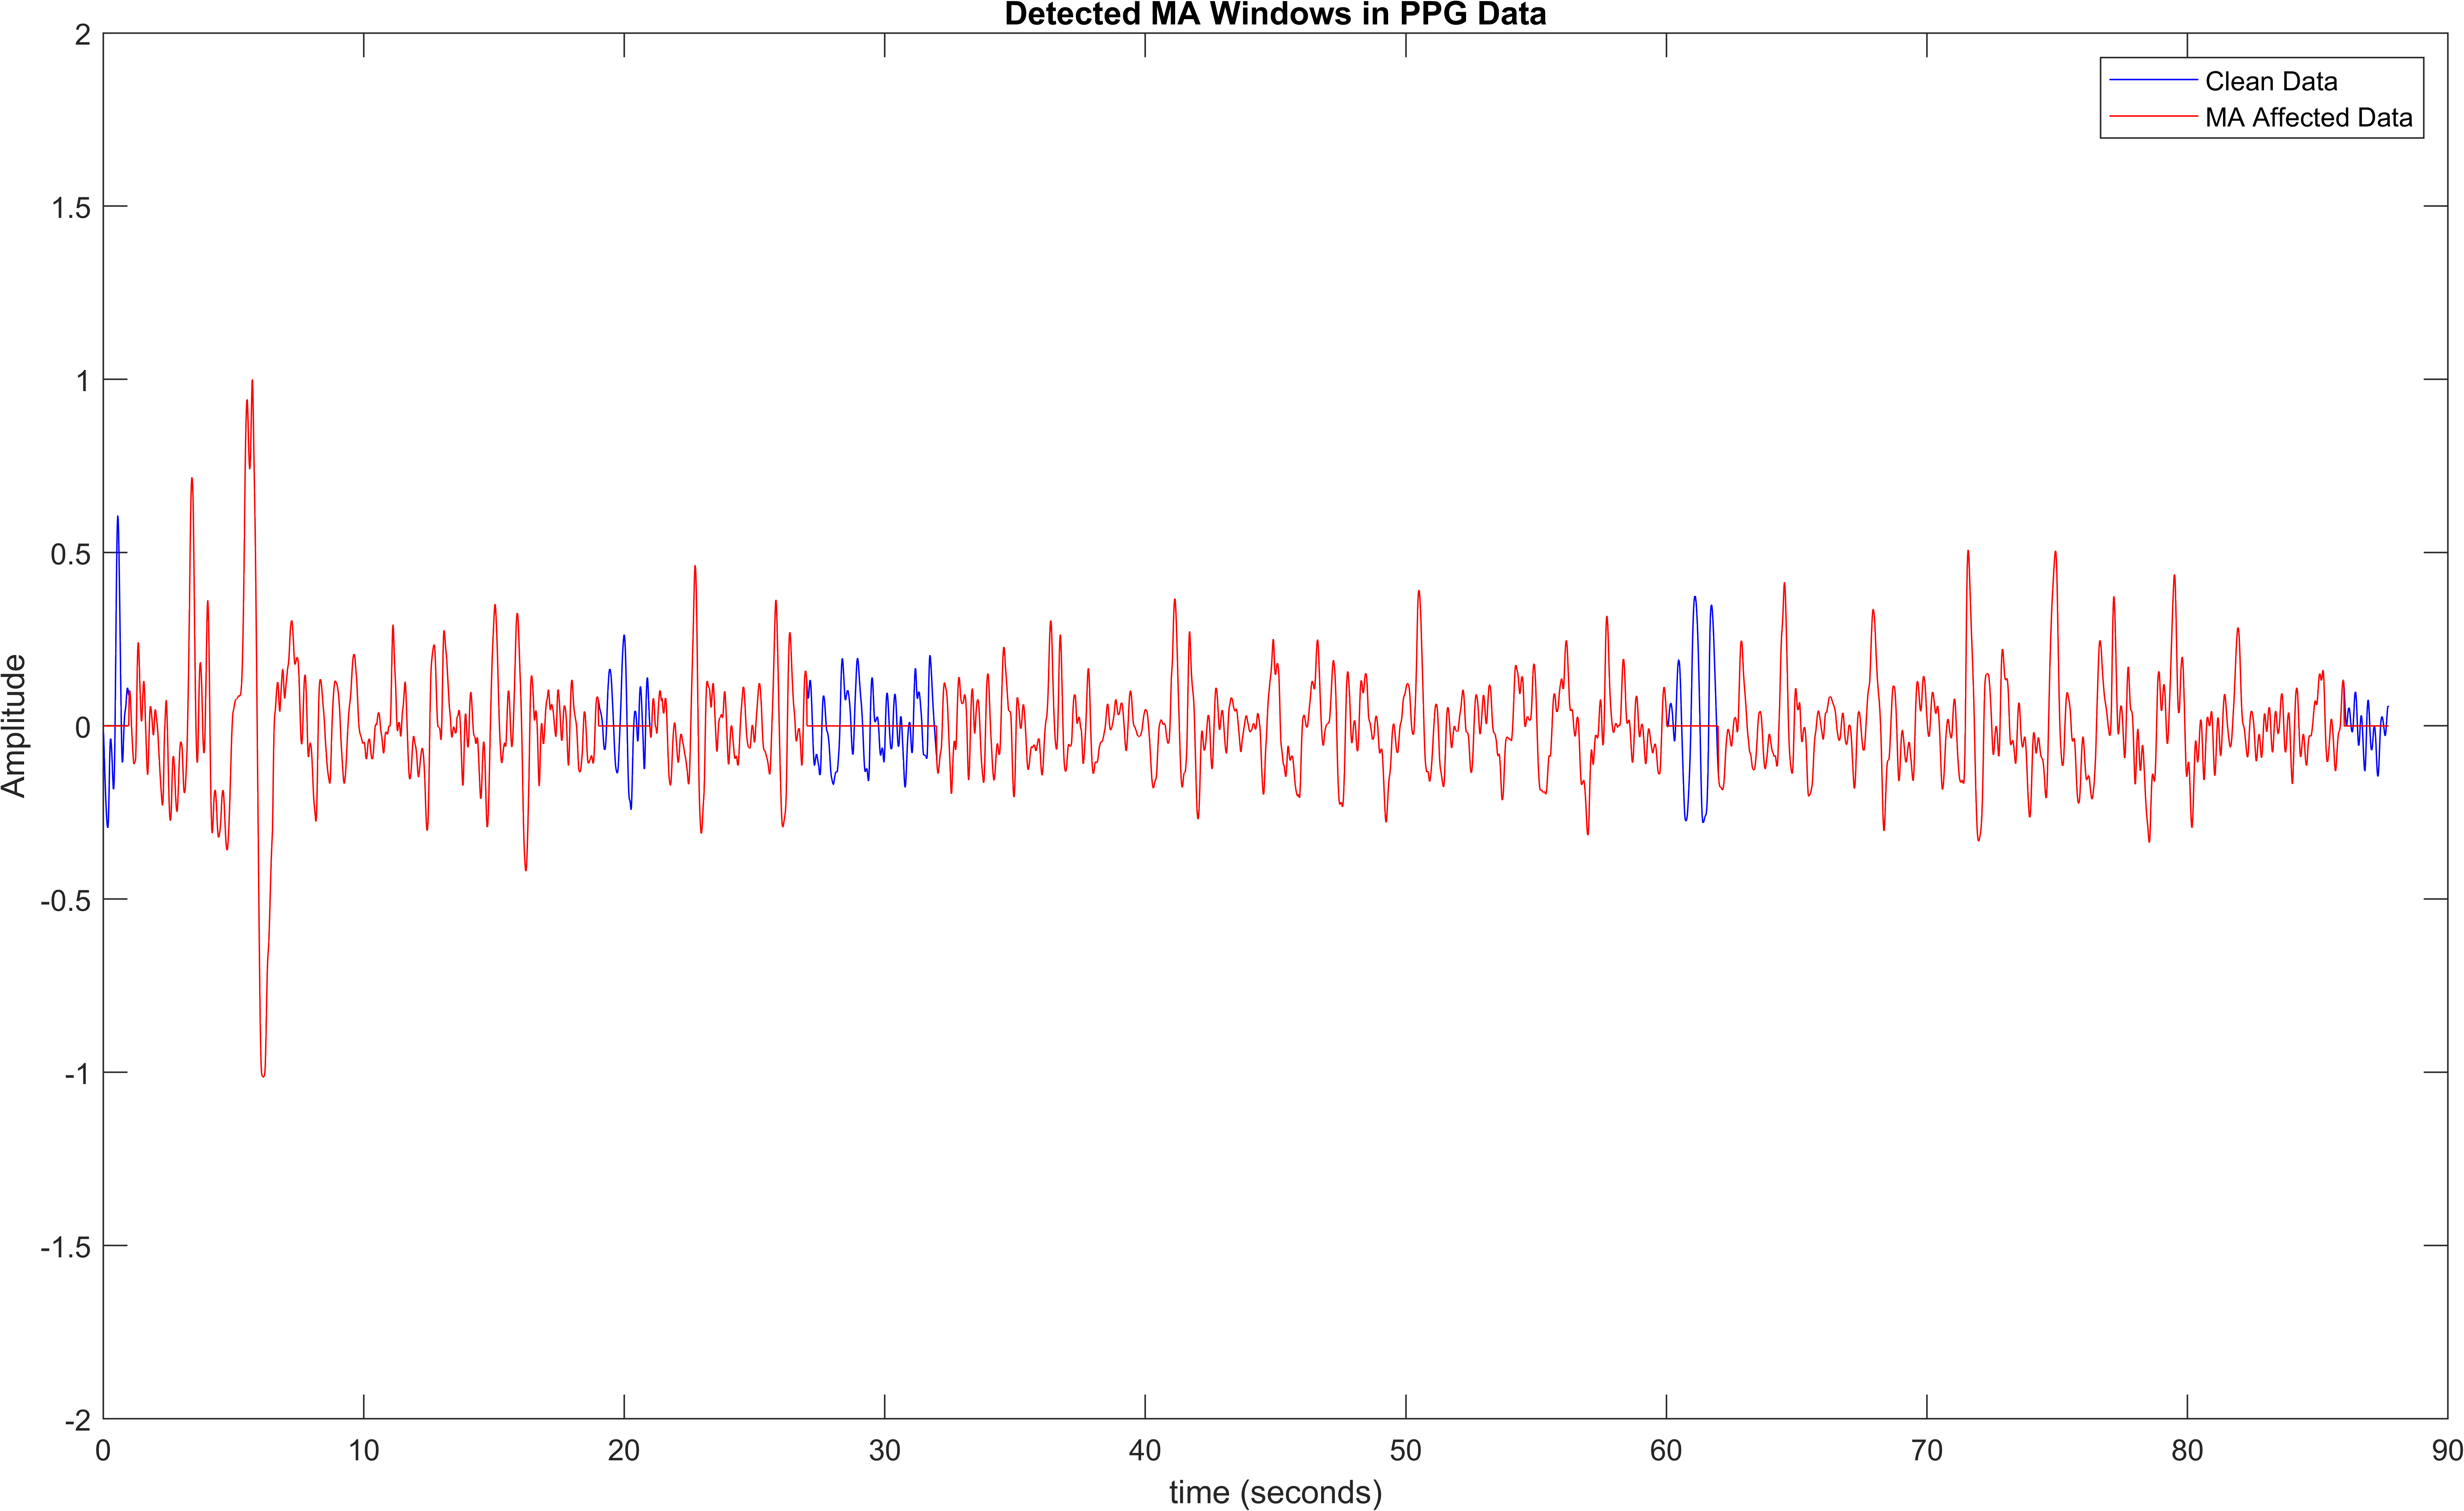 Detected MA Windows in PPG Data
Clean Data
MA Affected Data
2
1.5
1
0.5
0
-0.5
-1
-1.5
-2
Amplitude
0 10 20 30 40 50 60 70 80 90
time (seconds)